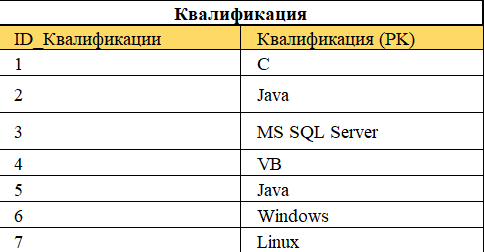 Квалификация
ID_Квалификации Квалификация (PK)
1 C
2 Java
3 MS SQL Server
4 VB
5 Java
6 Windows
7 Linux